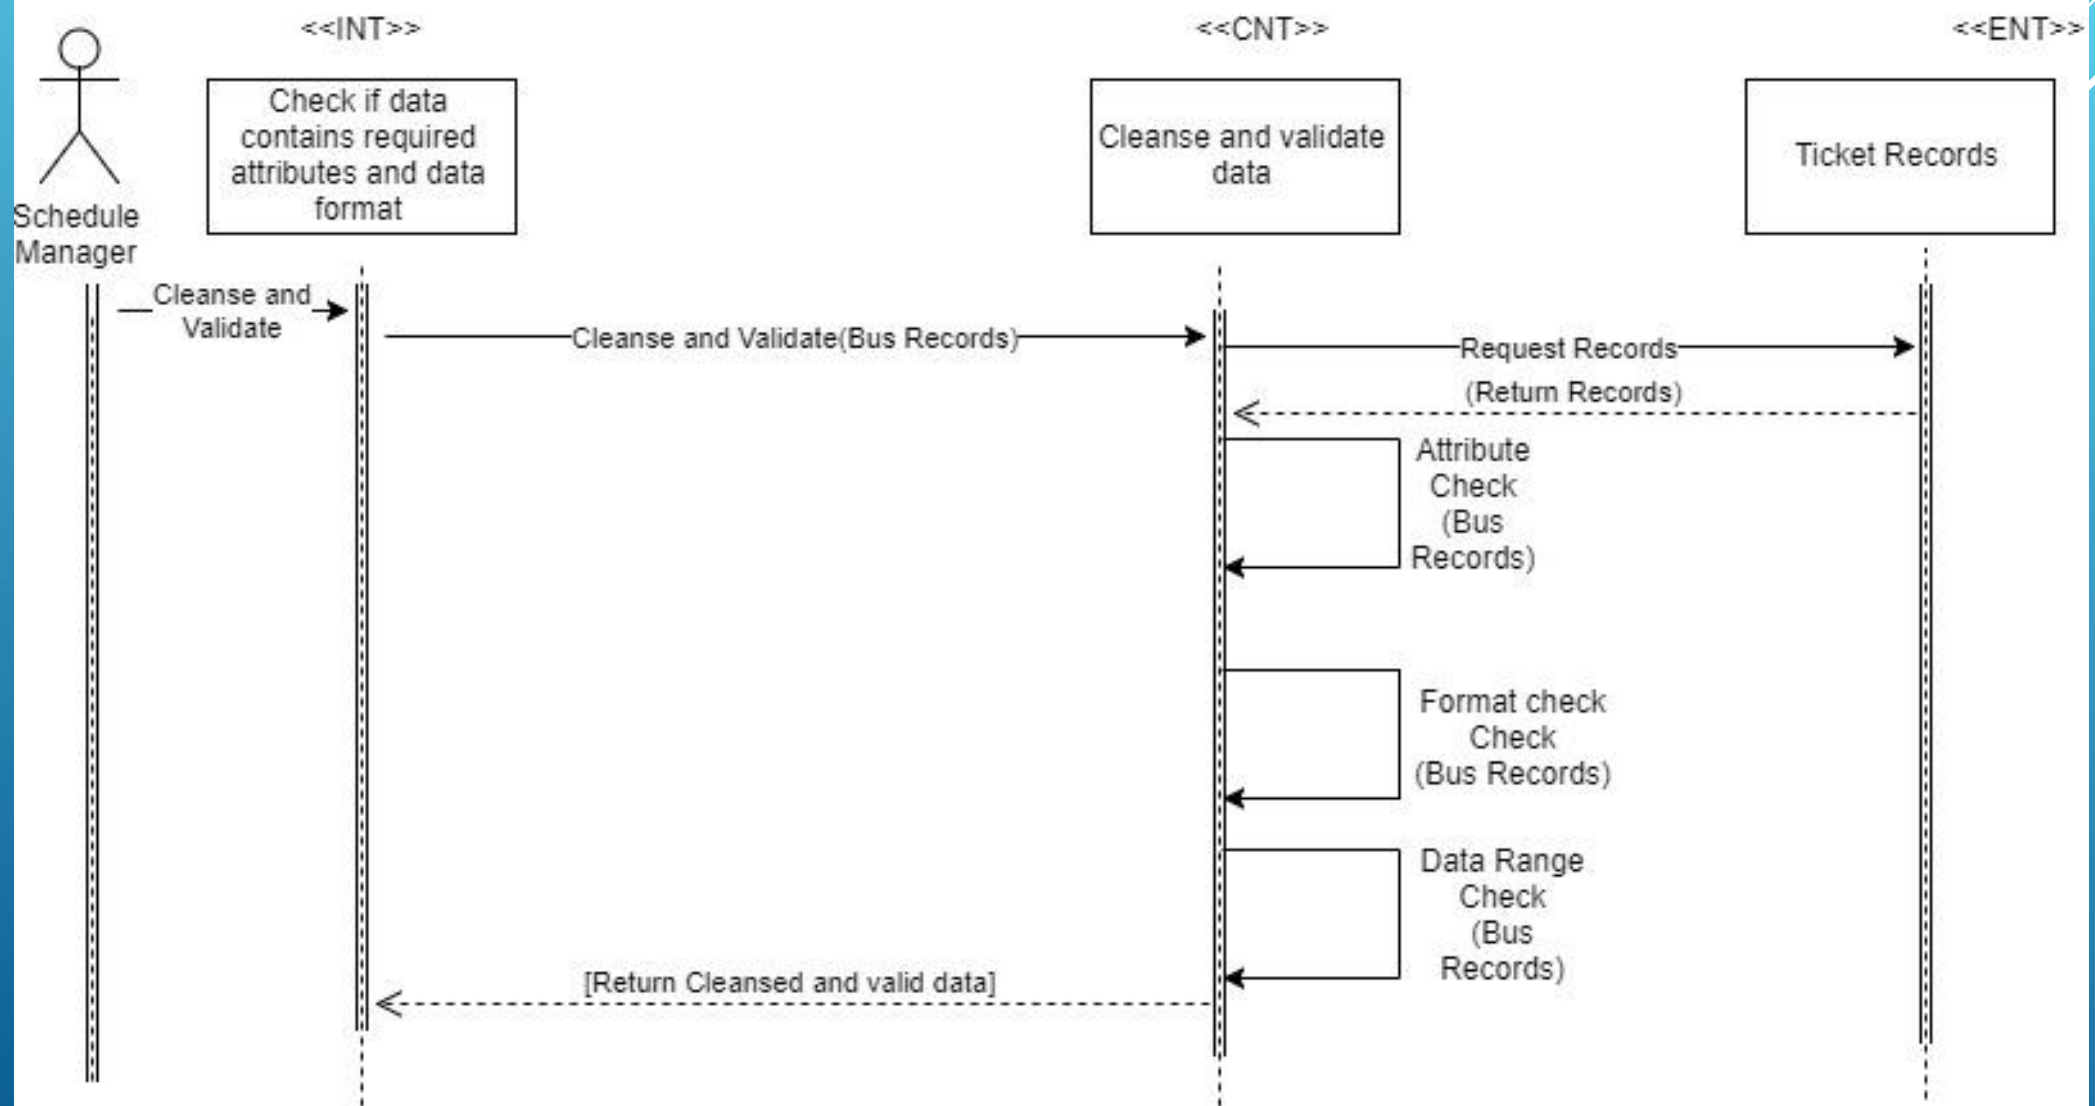 <<INT>>
<<CNT>>
<<ENT>>
Check if data
contains required
attributes and data
format
Cleanse and validate
data
Ticket Records
Schedule
Manager
Cleanse and
Validate
Cleanse and Validate(Bus Records)
Request Records
(Return Records)
Attribute
Check
(Bus
Records)
Format check
Check
(Bus Records)
Data Range
Check
(Bus
Records)
[Return Cleansed and valid data]